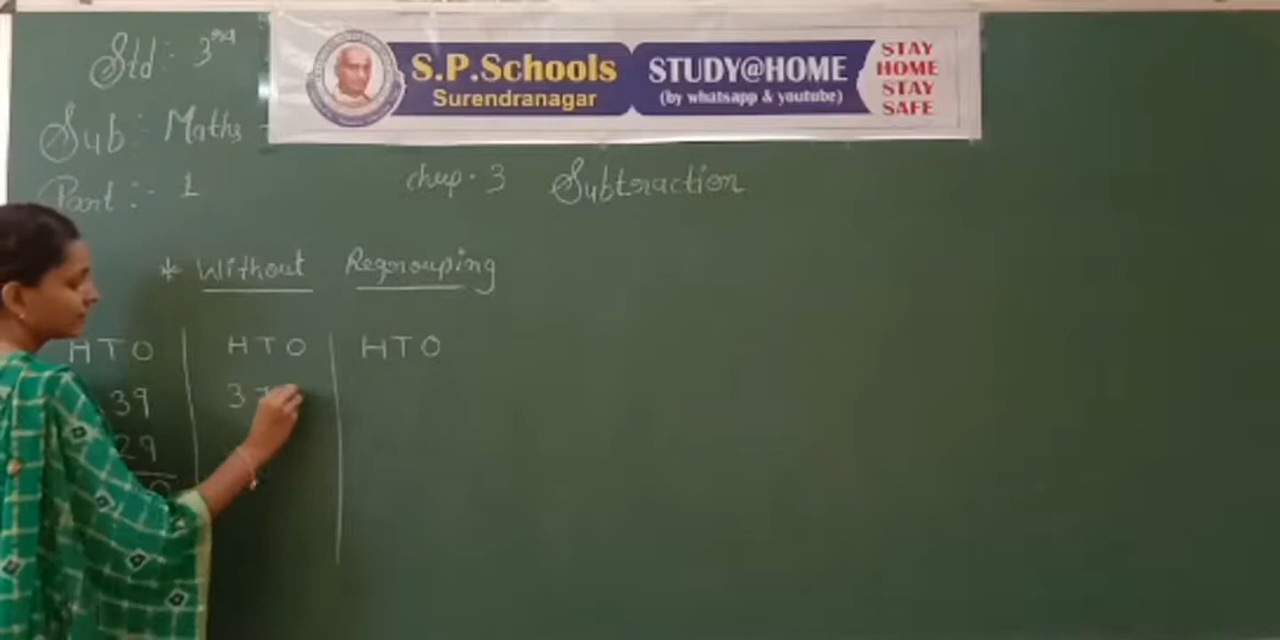 Std :- 3rd
Sub :- Maths
Part :- 1
S.P.Schools
Surendranagar
STUDY@HOME
(by whatsapp & youtube)
STAY
HOME
STAY
SAFE
chap. 3 Subtraction
* Without Regrouping
HTO
39
29
HTO
3
HTO